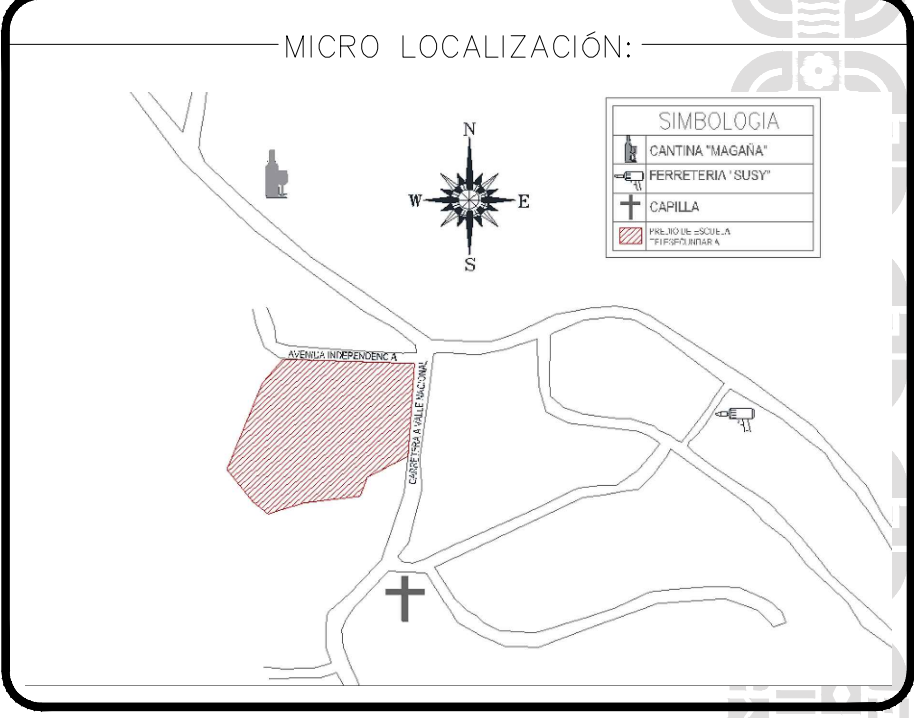 MICRO LOCALIZACIÓN:
N
W
E
S
SIMBOLOGIA
CANTINA "MAGAÑA"
FERRETERIA "SUSY"
CAPILLA
PREDIO DE ESCUELA
TELESECUNDARIA
AVENIDA INDEPENDENCIA
CARRETERA A VALLE NACIONAL